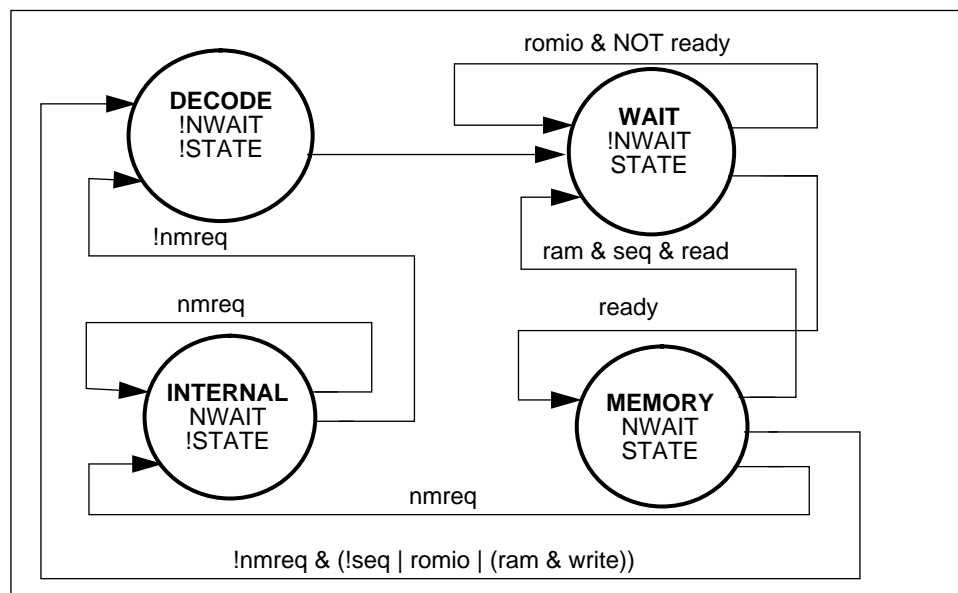 romio & NOT ready
DECODE
!NWAIT
!STATE
WAIT
!NWAIT
STATE
!nmreq
ram & seq & read
nmreq
ready
INTERNAL
NWAIT
!STATE
MEMORY
NWAIT
STATE
nmreq
!nmreq & (!seq | romio | (ram & write))